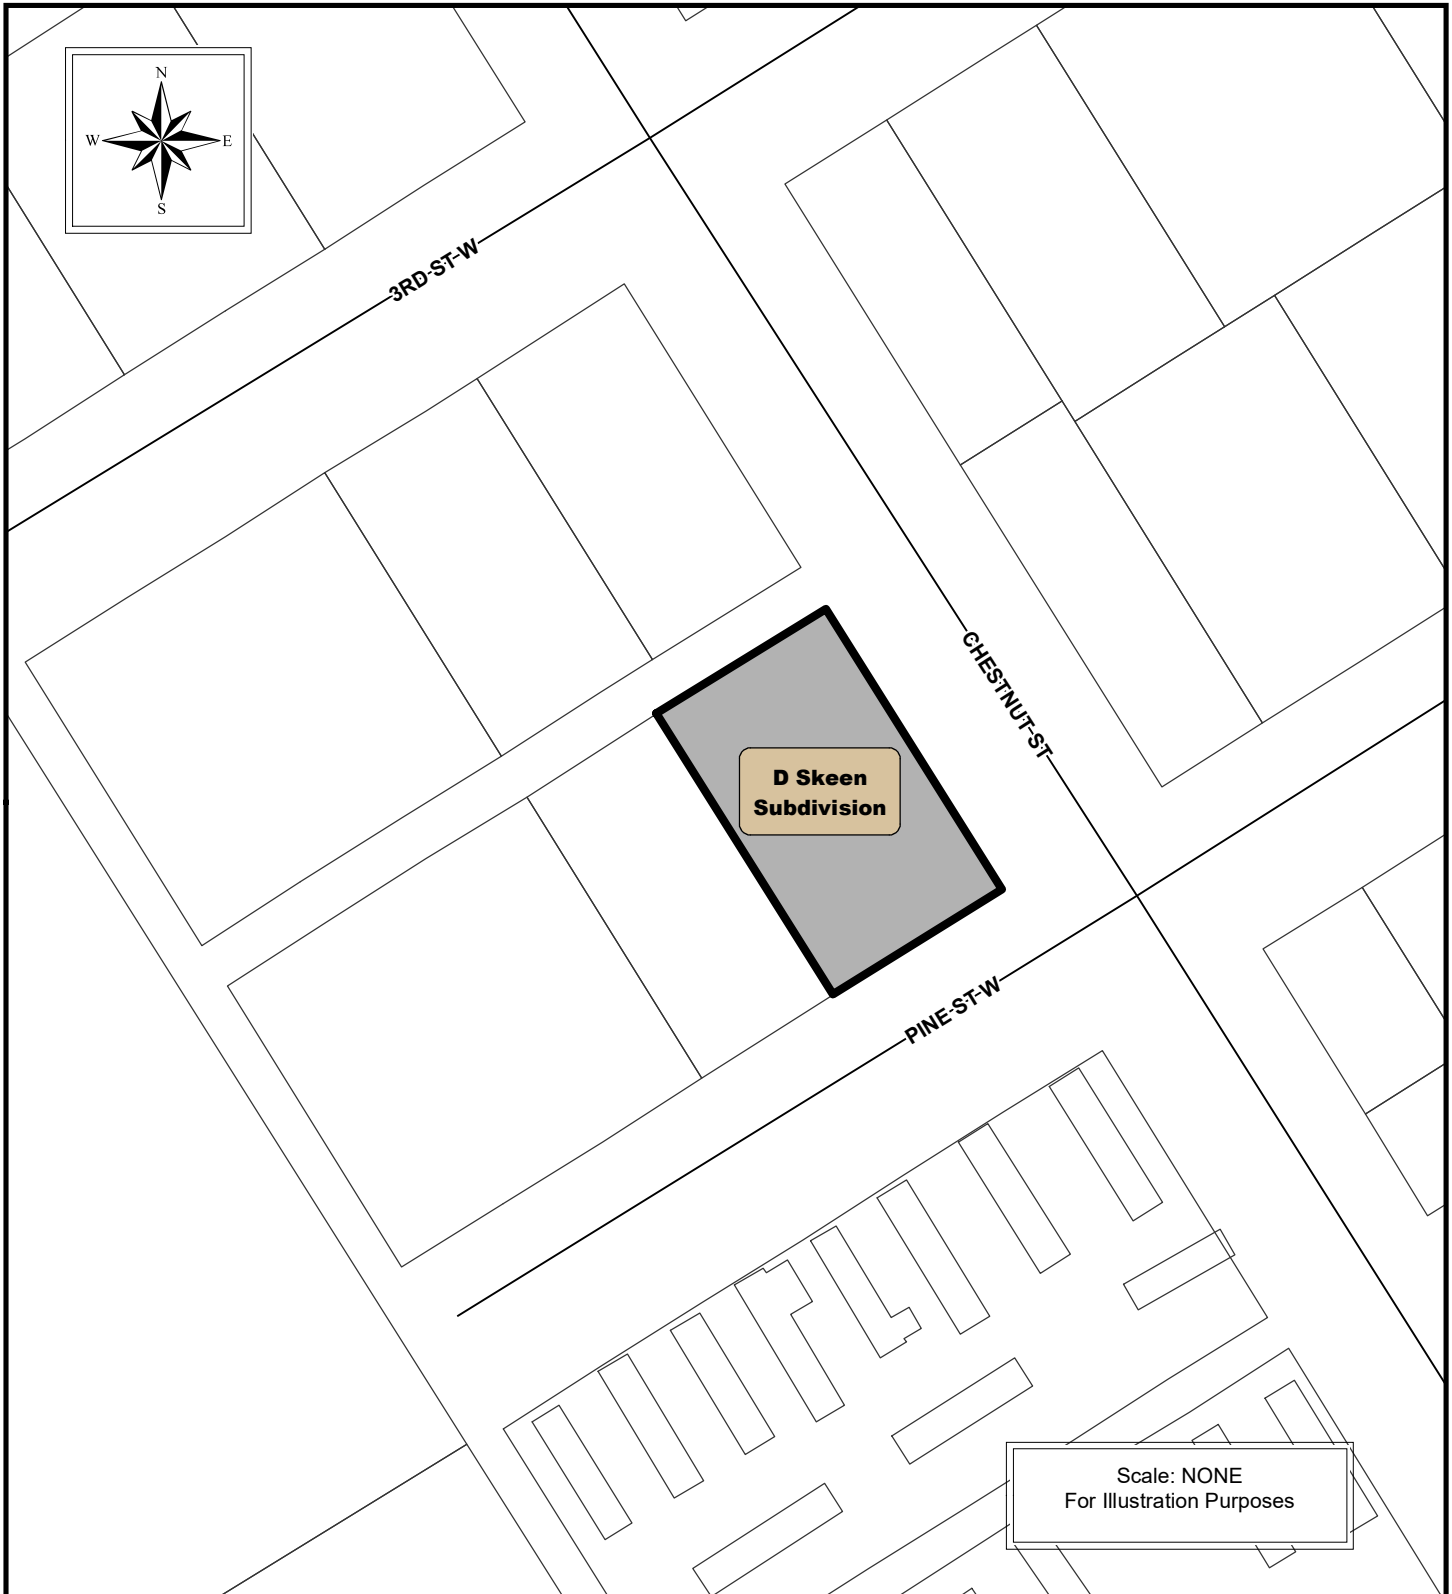 N
W E
S
3RD ST W
CHESTNUT ST
D Skeen
Subdivision
PINE ST W
Scale: NONE
For Illustration Purposes